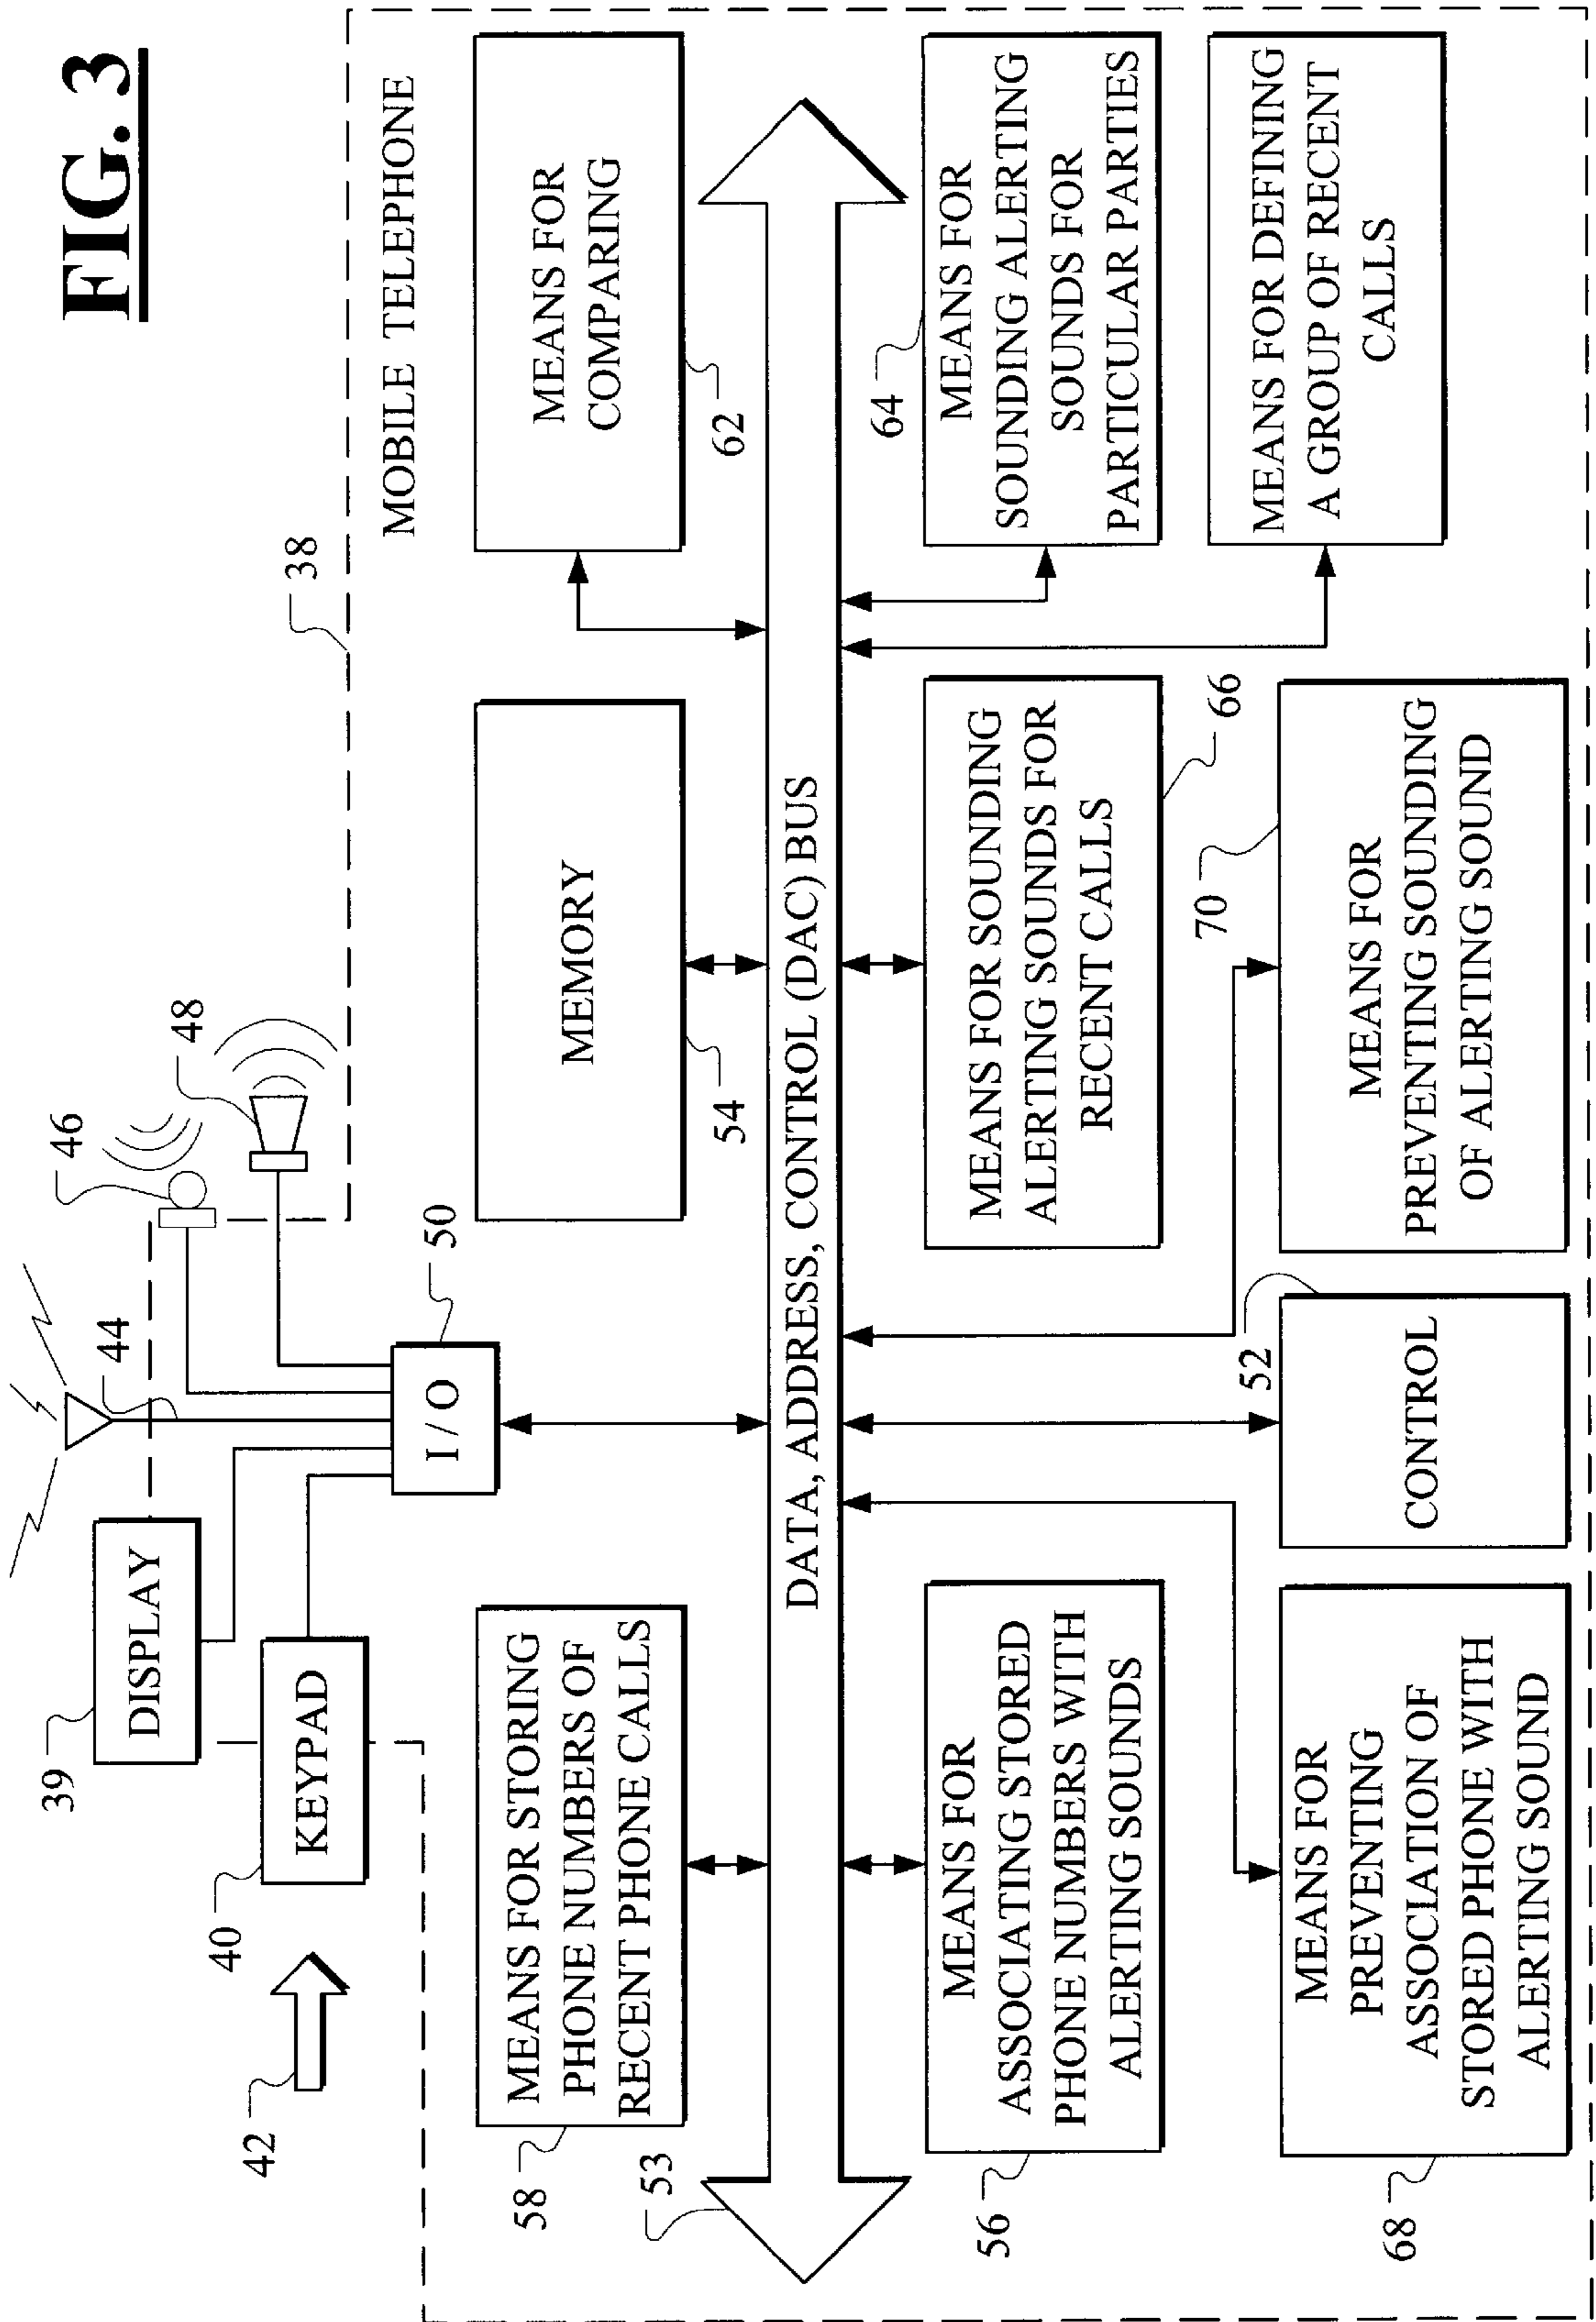 FIG. 3
MOBILE TELEPHONE
38
39
DISPLAY
40
KEYPAD
42
44
46
48
50
I / O
58
MEANS FOR STORING
PHONE NUMBERS OF
RECENT PHONE CALLS
54
MEMORY
62
MEANS FOR
COMPARING
53
DATA, ADDRESS, CONTROL (DAC) BUS
56
MEANS FOR
ASSOCIATING STORED
PHONE NUMBERS WITH
ALERTING SOUNDS
66
MEANS FOR SOUNDING
ALERTING SOUNDS FOR
RECENT CALLS
64
MEANS FOR
SOUNDING ALERTING
SOUNDS FOR
PARTICULAR PARTIES
68
MEANS FOR
PREVENTING
ASSOCIATION OF
STORED PHONE WITH
ALERTING SOUND
52
CONTROL
70
MEANS FOR
PREVENTING SOUNDING
OF ALERTING SOUND
MEANS FOR DEFINING
A GROUP OF RECENT
CALLS